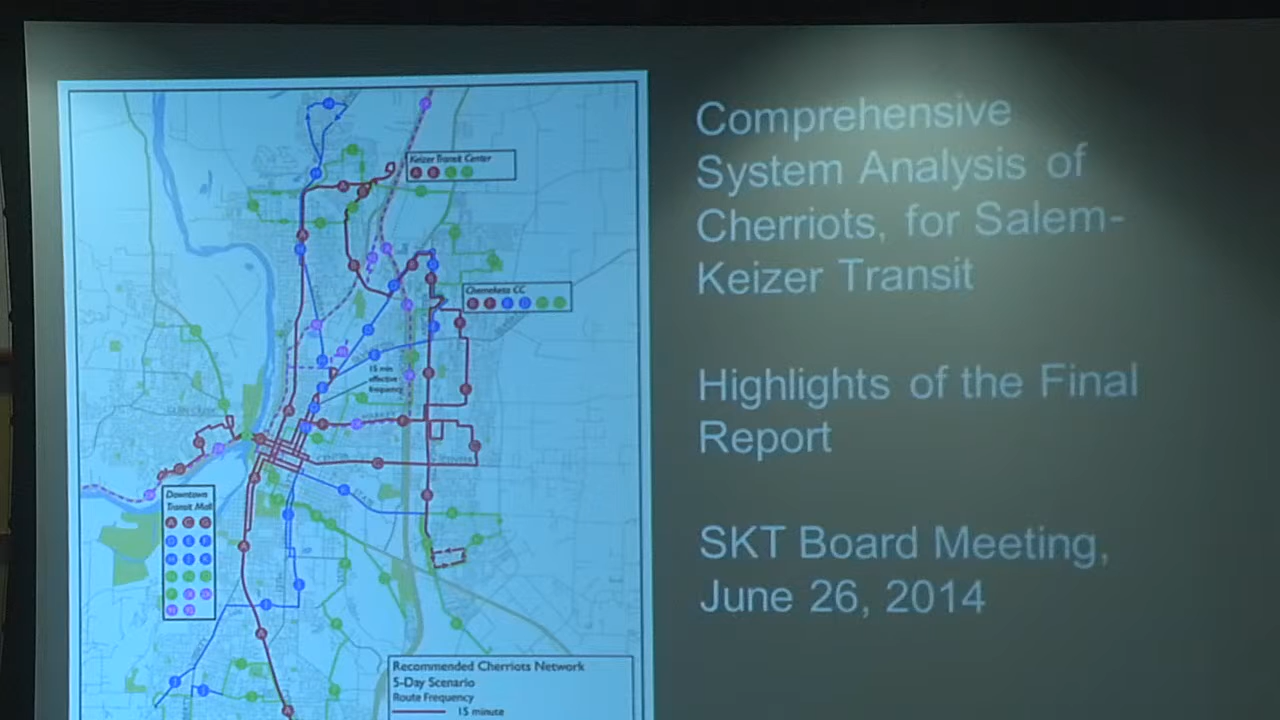 Comprehensive
System Analysis of
Cherriots, for Salem-
Keizer Transit
Highlights of the Final
Report
SKT Board Meeting,
June 26, 2014
Keizer Transit Center
Chemeketa CC
15 min
effective
frequency
Downtown
Transit Mall
Recommended Cherriots Network
5-Day Scenario
Route Frequency
15 minute